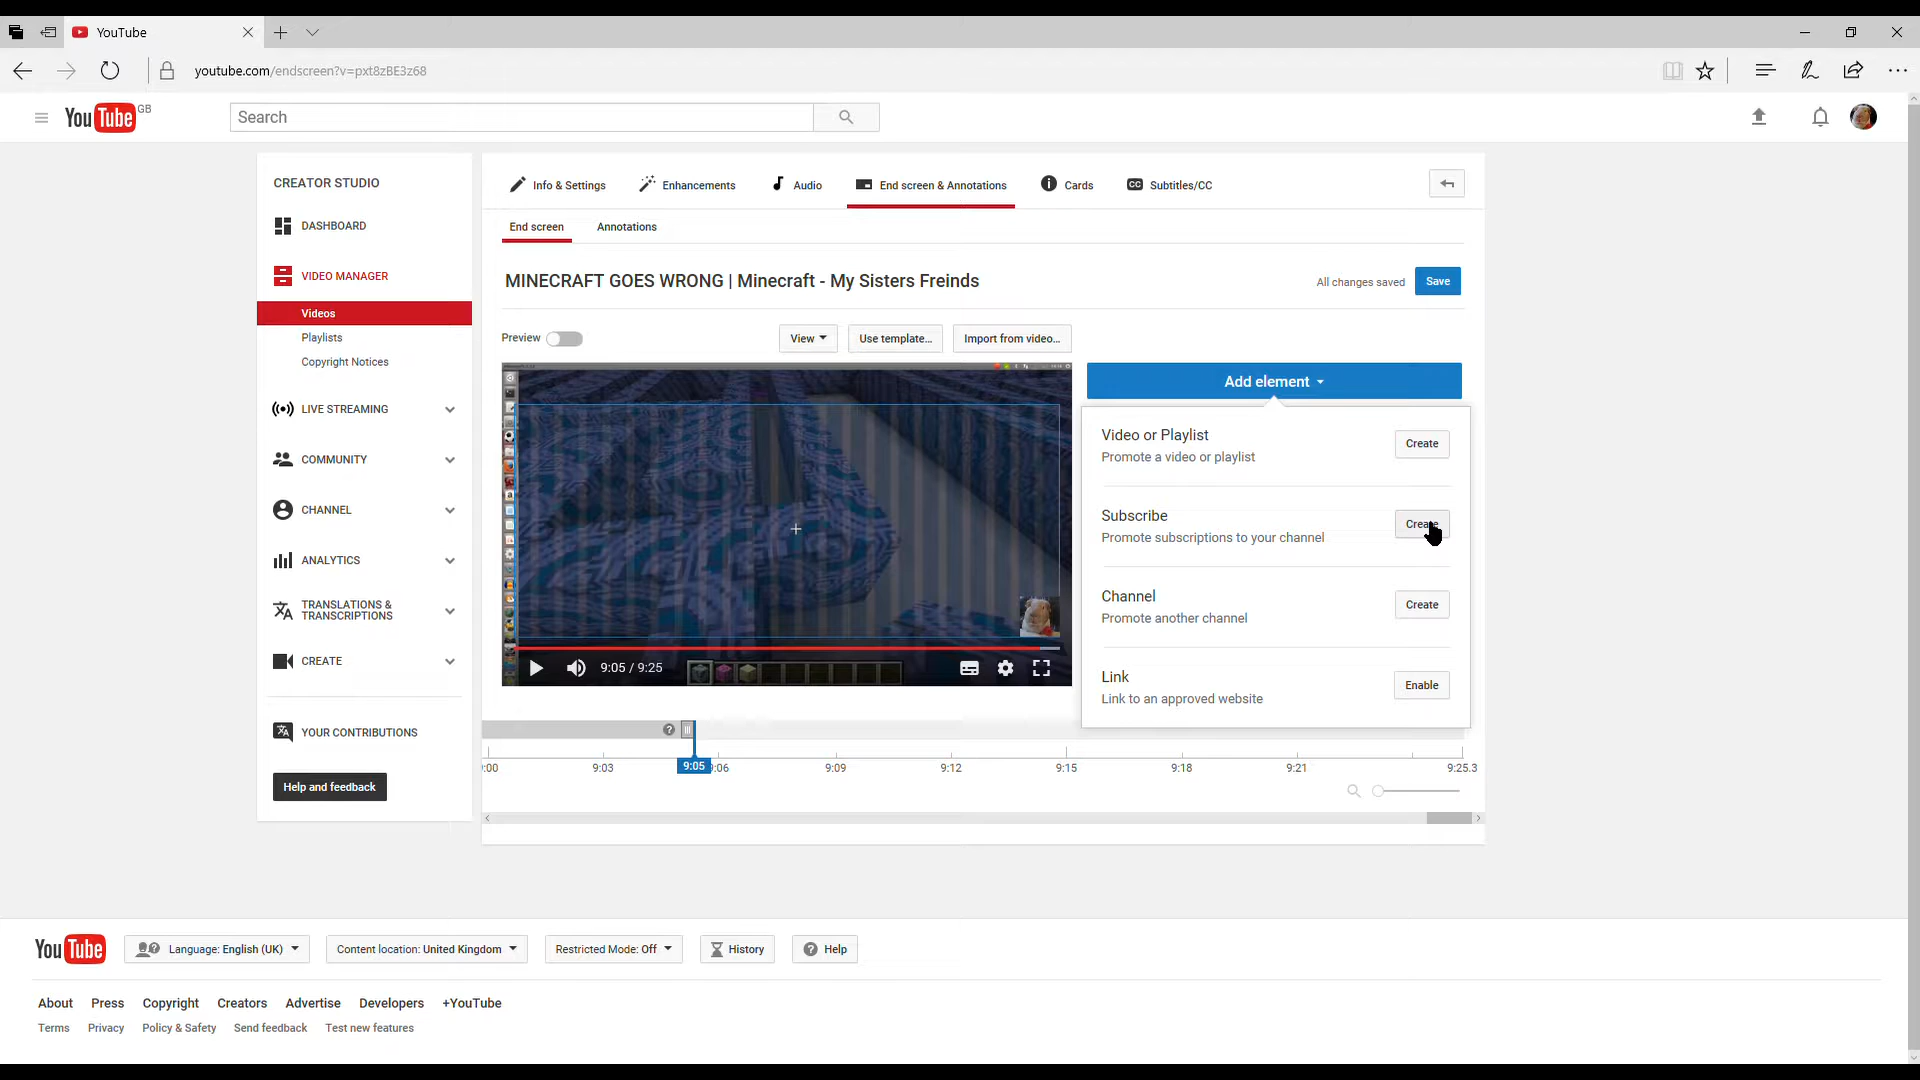 YouTube
youtube.com/endscreen?v=pxt8zBE3z68
YouTube GB
Search
CREATOR STUDIO
DASHBOARD
VIDEO MANAGER
Videos
Playlists
Copyright Notices
LIVE STREAMING
COMMUNITY
CHANNEL
ANALYTICS
TRANSLATIONS &
TRANSCRIPTIONS
CREATE
YOUR CONTRIBUTIONS
Help and feedback
Info & Settings
Enhancements
Audio
End screen & Annotations
Cards
CC Subtitles/CC
End screen
Annotations
MINECRAFT GOES WRONG | Minecraft - My Sisters Freinds
All changes saved
Save
Preview
View
Use template...
Import from video...
9:05 / 9:25
Add element
Video or Playlist
Promote a video or playlist
Create
Subscribe
Promote subscriptions to your channel
Create
Channel
Promote another channel
Create
Link
Link to an approved website
Enable
:00 9:03 9:05 :06 9:09 9:12 9:15 9:18 9:21 9:25.3
YouTube
Language: English (UK)
Content location: United Kingdom
Restricted Mode: Off
History
Help
About Press Copyright Creators Advertise Developers +YouTube
Terms Privacy Policy & Safety Send feedback Test new features